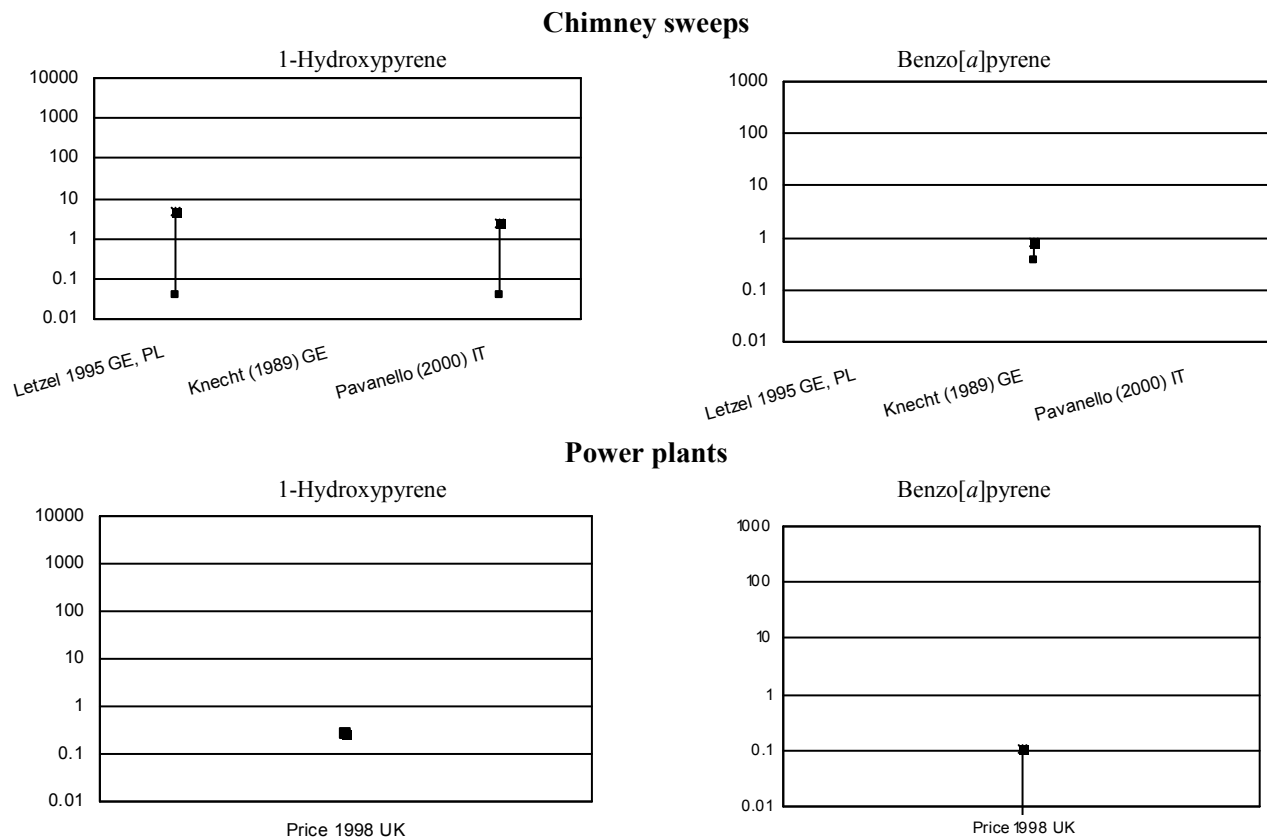 Chimney sweeps
1-Hydroxypyrene
10000
1000
100
10
1
0.1
0.01
Letzel 1995 GE, PL
Knecht (1989) GE
Pavanello (2000) IT
Benzo[a]pyrene
1000
100
10
1
0.1
0.01
Letzel 1995 GE, PL
Knecht (1989) GE
Pavanello (2000) IT
Power plants
1-Hydroxypyrene
10000
1000
100
10
1
0.1
0.01
Price 1998 UK
Benzo[a]pyrene
1000
100
10
1
0.1
0.01
Price 1998 UK